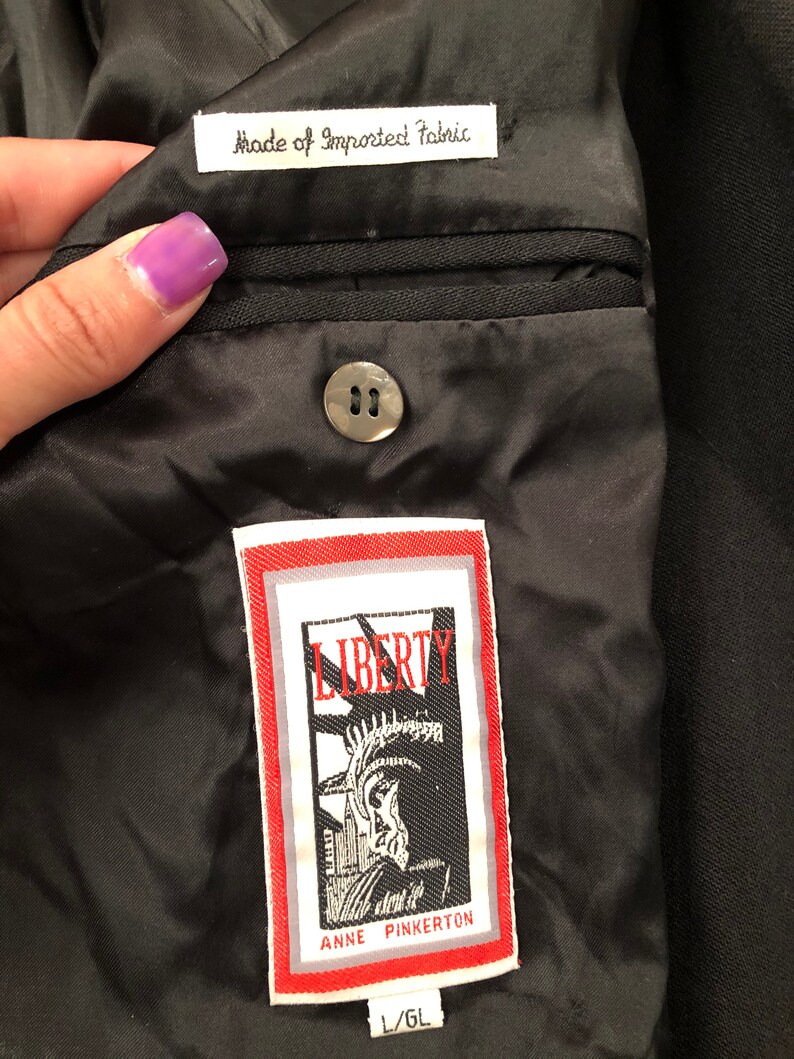 Made of Imported Fabric
LIBERTY
ANNE PINKERTON
L/GL